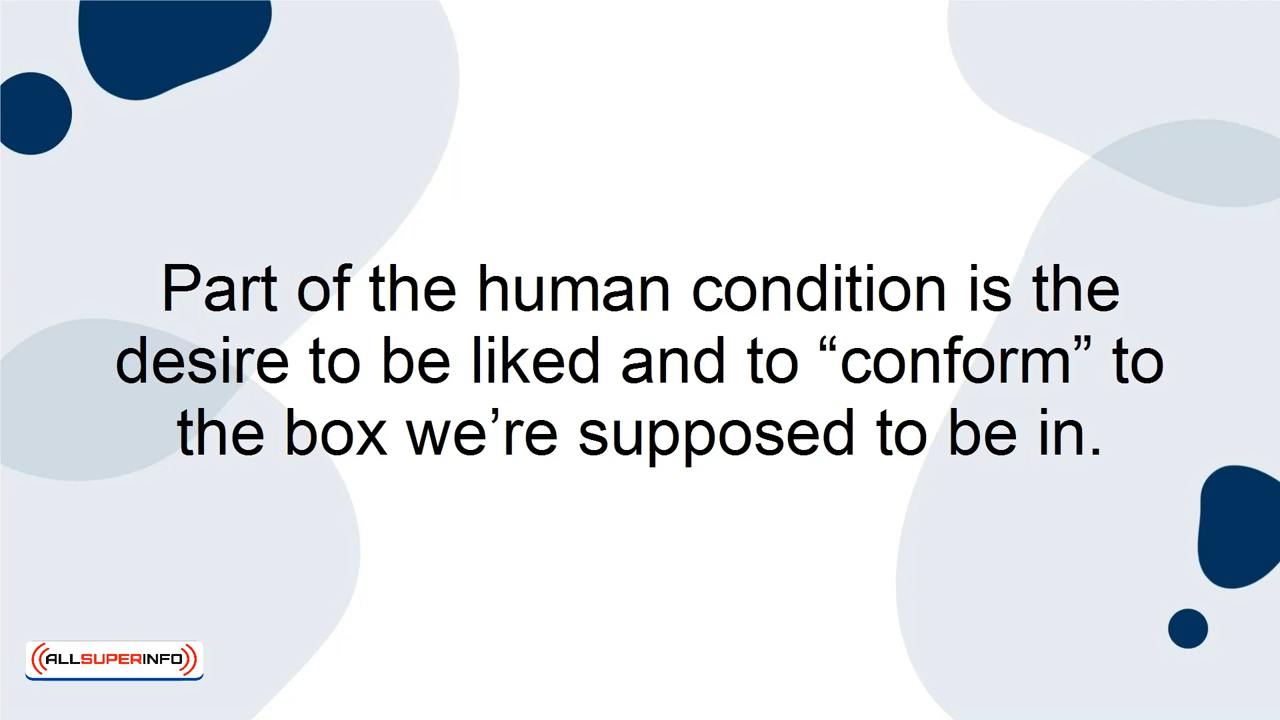 Part of the human condition is the
desire to be liked and to “conform” to
the box we’re supposed to be in.
ALLSUPERINFO